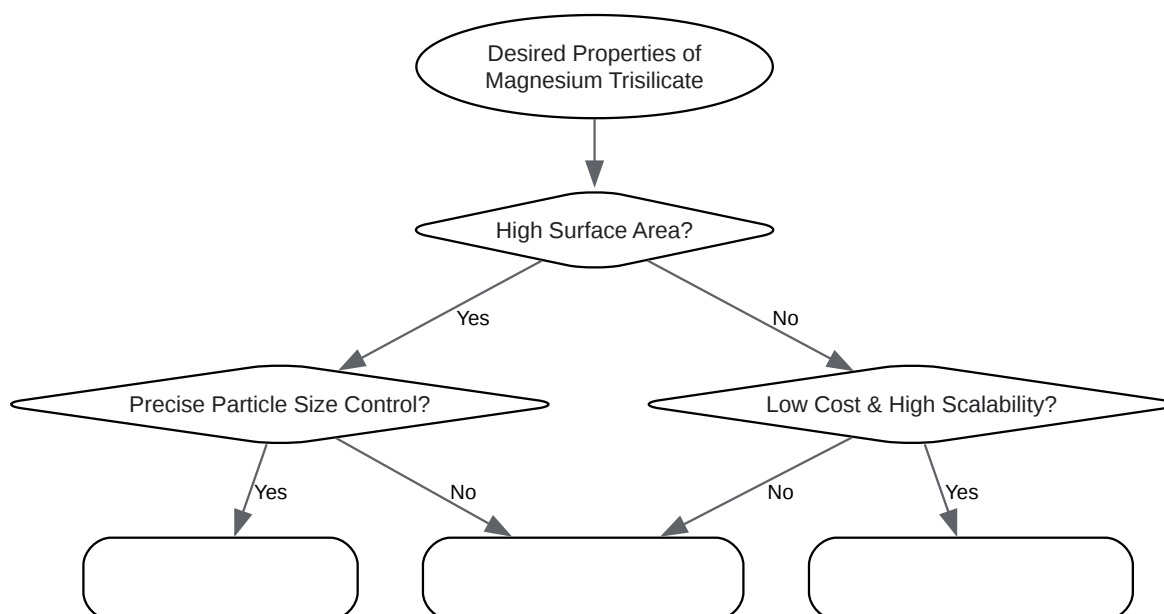 Desired Properties of
Magnesium Trisilicate
High Surface Area?
Yes
No
Precise Particle Size Control?
Low Cost & High Scalability?
Yes
No
No
Yes